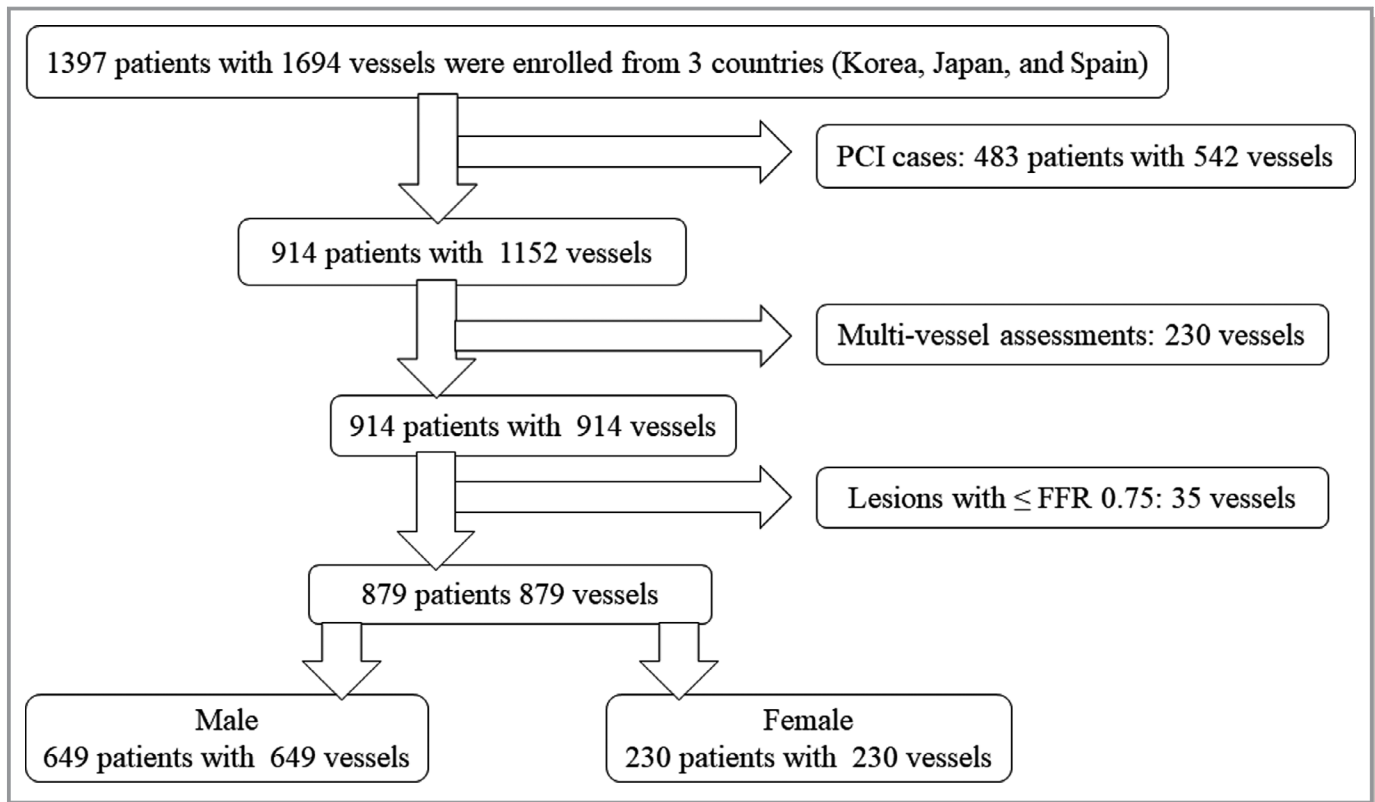 1397 patients with 1694 vessels were enrolled from 3 countries (Korea, Japan, and Spain)
PCI cases: 483 patients with 542 vessels
914 patients with 1152 vessels
Multi-vessel assessments: 230 vessels
914 patients with 914 vessels
Lesions with ≤ FFR 0.75: 35 vessels
879 patients 879 vessels
Male
649 patients with 649 vessels
Female
230 patients with 230 vessels